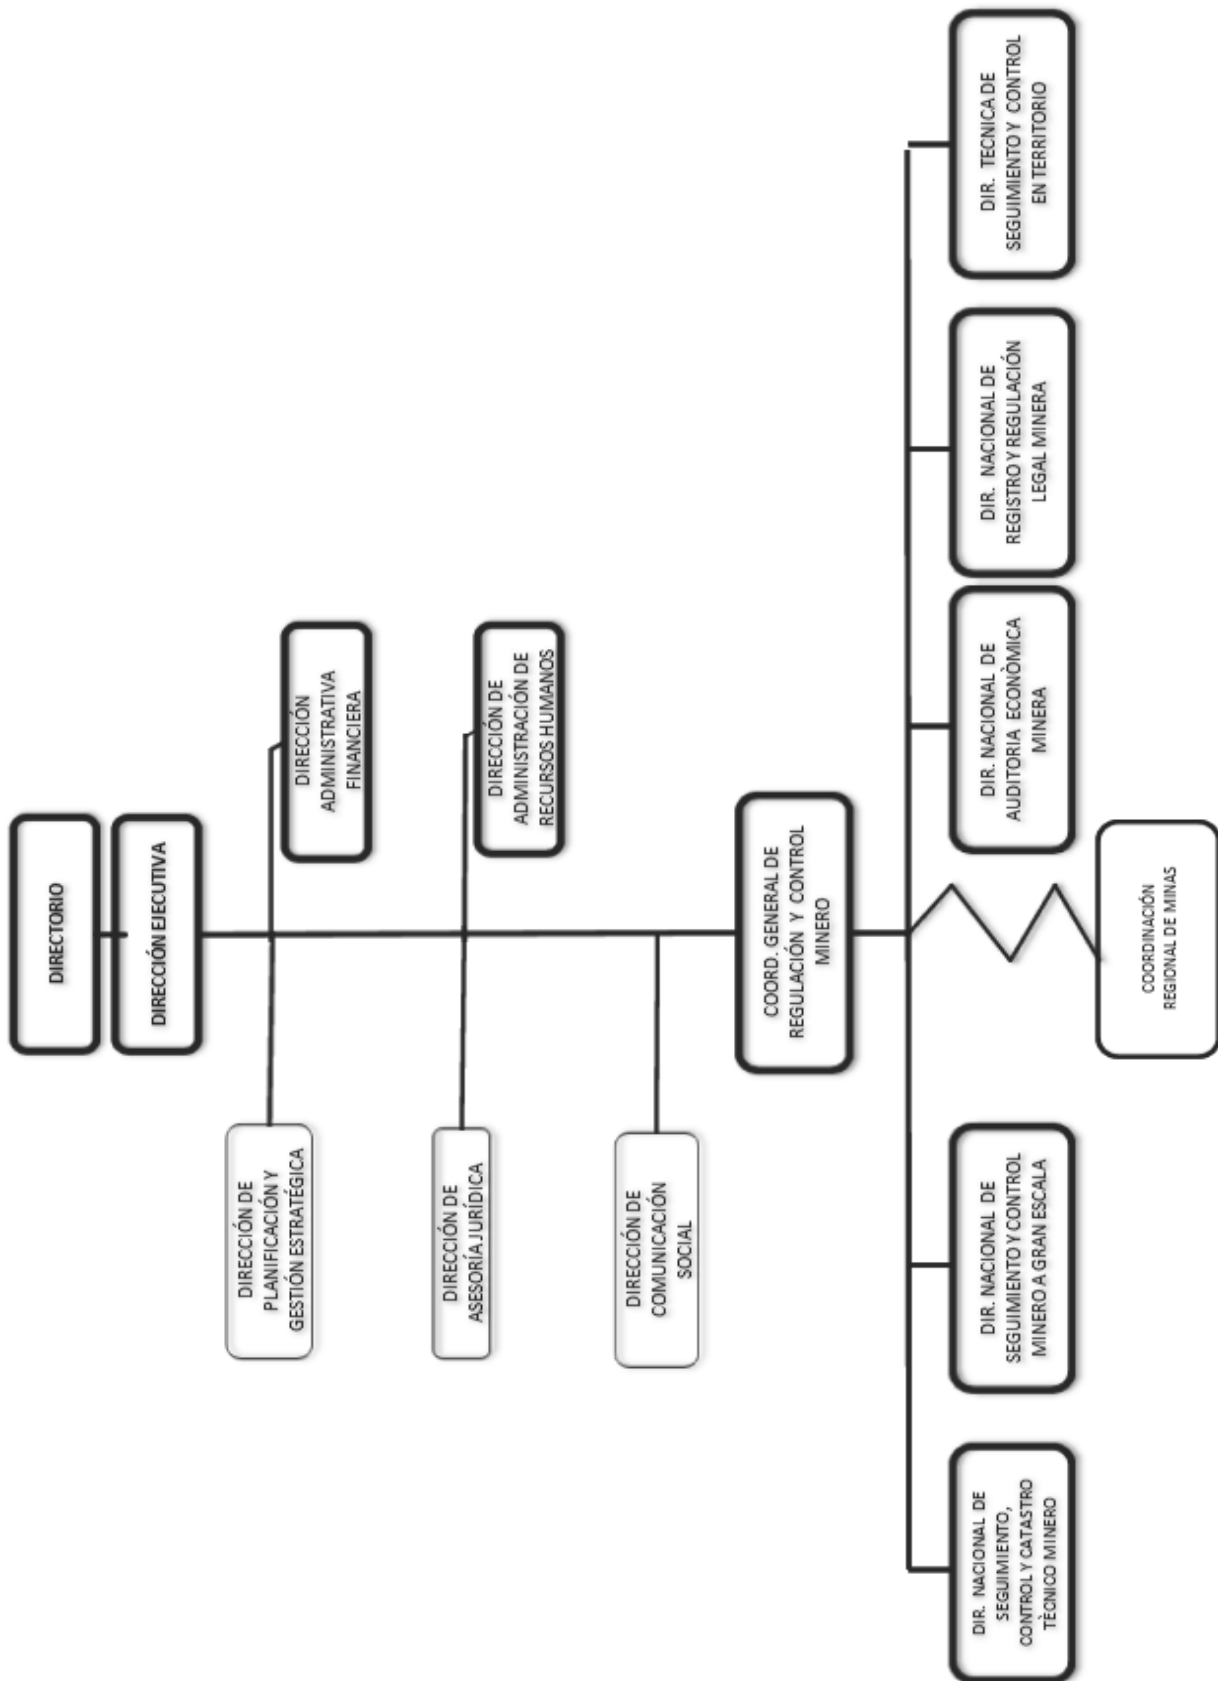 DIRECTORIO
DIRECCIÓN EJECUTIVA
DIRECCIÓN DE
PLANIFICACIÓN Y
GESTIÓN ESTRATÉGICA
DIRECCIÓN
ADMINISTRATIVA
FINANCIERA
DIRECCIÓN DE
ASESORÍA JURÍDICA
DIRECCIÓN DE
ADMINISTRACIÓN DE
RECURSOS HUMANOS
DIRECCIÓN DE
COMUNICACIÓN
SOCIAL
COORD. GENERAL DE
REGULACIÓN Y CONTROL
MINERO
DIR. NACIONAL DE
SEGUIMIENTO,
CONTROL Y CATASTRO
TÈCNICO MINERO
DIR. NACIONAL DE
SEGUIMIENTO Y CONTROL
MINERO A GRAN ESCALA
DIR. NACIONAL DE
AUDITORIA ECONÒMICA
MINERA
DIR. NACIONAL DE
REGISTRO Y REGULACIÓN
LEGAL MINERA
DIR. TECNICA DE
SEGUIMIENTO Y CONTROL
EN TERRITORIO
COORDINACIÓN
REGIONAL DE MINAS